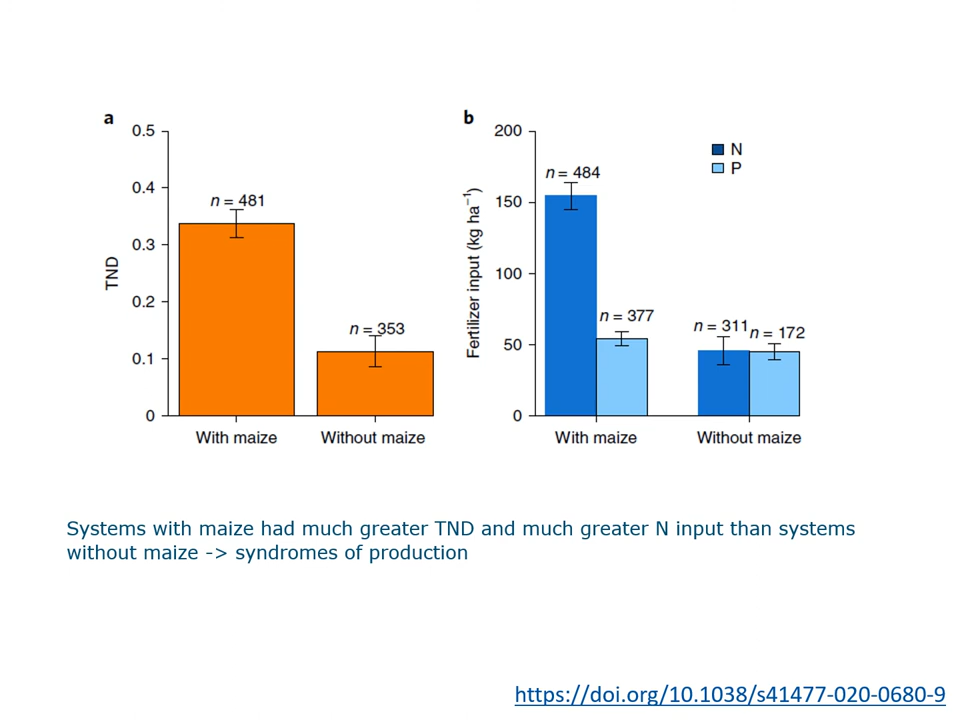 a
0.5
0.4
0.3
0.2
0.1
0
TND
n = 481
n = 353
With maize
Without maize
b
200
150
100
50
0
Fertilizer input (kg ha⁻¹)
N
P
n = 484
n = 377
n = 311
n = 172
With maize
Without maize
Systems with maize had much greater TND and much greater N input than systems
without maize -> syndromes of production
https://doi.org/10.1038/s41477-020-0680-9